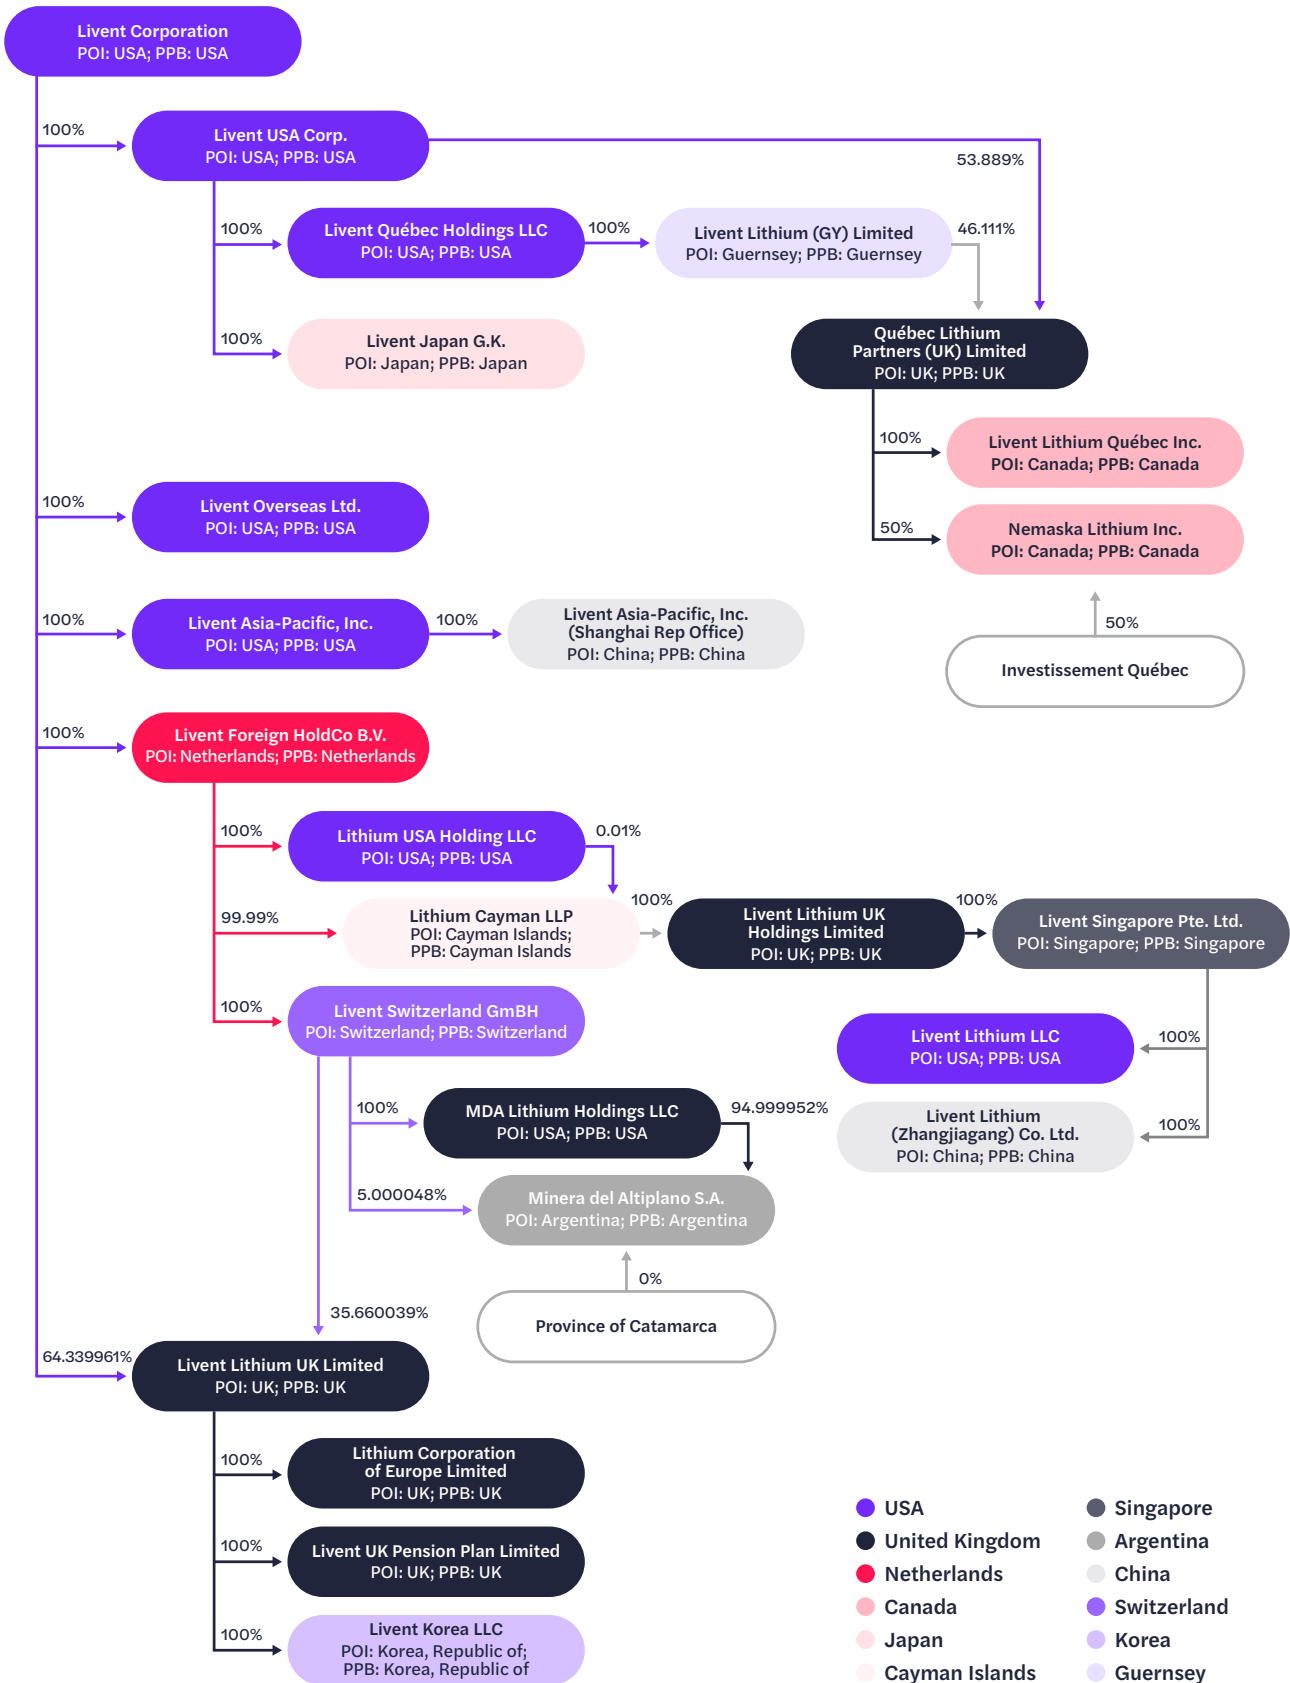 Livent Corporation
POI: USA; PPB: USA
100%
Livent USA Corp.
POI: USA; PPB: USA
53.889%
100%
Livent Québec Holdings LLC
POI: USA; PPB: USA
100%
Livent Lithium (GY) Limited
POI: Guernsey; PPB: Guernsey
46.111%
100%
Livent Japan G.K.
POI: Japan; PPB: Japan
Québec Lithium
Partners (UK) Limited
POI: UK; PPB: UK
100%
Livent Lithium Québec Inc.
POI: Canada; PPB: Canada
50%
Nemaska Lithium Inc.
POI: Canada; PPB: Canada
50%
Investissement Québec
100%
Livent Overseas Ltd.
POI: USA; PPB: USA
100%
Livent Asia-Pacific, Inc.
POI: USA; PPB: USA
100%
Livent Asia-Pacific, Inc.
(Shanghai Rep Office)
POI: China; PPB: China
100%
Livent Foreign HoldCo B.V.
POI: Netherlands; PPB: Netherlands
100%
Lithium USA Holding LLC
POI: USA; PPB: USA
0.01%
99.99%
Lithium Cayman LLP
POI: Cayman Islands;
PPB: Cayman Islands
100%
Livent Lithium UK
Holdings Limited
POI: UK; PPB: UK
100%
Livent Singapore Pte. Ltd.
POI: Singapore; PPB: Singapore
100%
Livent Switzerland GmBH
POI: Switzerland; PPB: Switzerland
100%
Livent Lithium LLC
POI: USA; PPB: USA
100%
Livent Lithium
(Zhangjiagang) Co. Ltd.
POI: China; PPB: China
100%
MDA Lithium Holdings LLC
POI: USA; PPB: USA
94.999952%
5.000048%
Minera del Altiplano S.A.
POI: Argentina; PPB: Argentina
0%
Province of Catamarca
35.660039%
64.339961%
Livent Lithium UK Limited
POI: UK; PPB: UK
100%
Lithium Corporation
of Europe Limited
POI: UK; PPB: UK
100%
Livent UK Pension Plan Limited
POI: UK; PPB: UK
100%
Livent Korea LLC
POI: Korea, Republic of;
PPB: Korea, Republic of
USA
United Kingdom
Netherlands
Canada
Japan
Cayman Islands
Singapore
Argentina
China
Switzerland
Korea
Guernsey